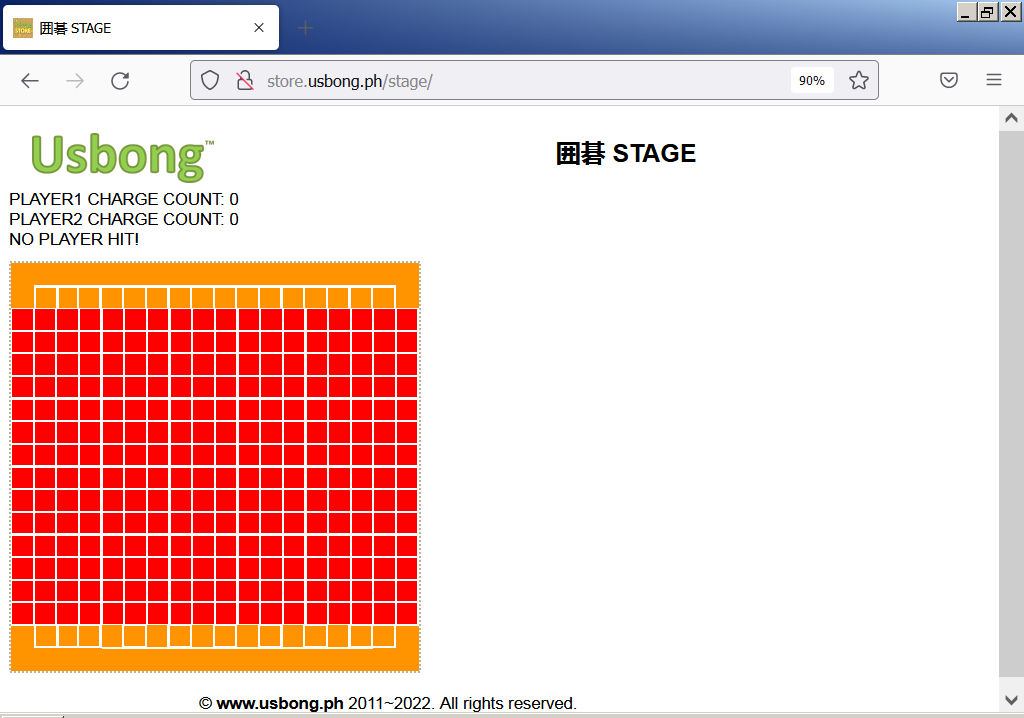 囲碁 STAGE
store.usbong.ph/stage/
90%
Usbong™
囲碁 STAGE
PLAYER1 CHARGE COUNT: 0
PLAYER2 CHARGE COUNT: 0
NO PLAYER HIT!
© www.usbong.ph 2011~2022. All rights reserved.